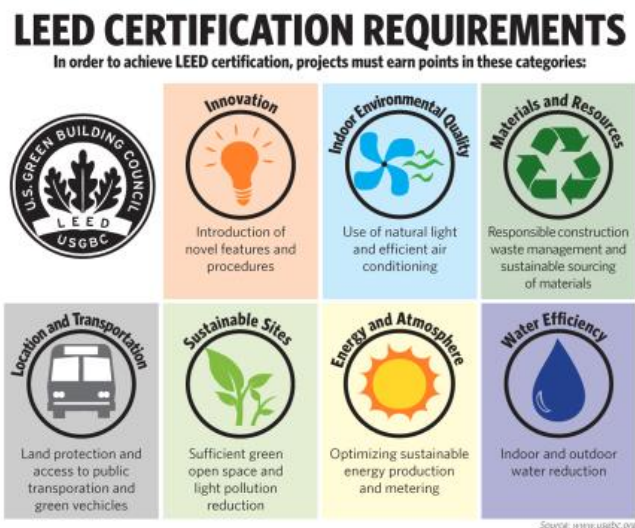 LEED CERTIFICATION REQUIREMENTS
In order to achieve LEED certification, projects must earn points in these categories:
U.S. GREEN BUILDING COUNCIL
LEED
USGBC
Innovation
Introduction of
novel features and
procedures
Indoor Environmental Quality
Use of natural light
and efficient air
conditioning
Materials and Resources
Responsible construction
waste management and
sustainable sourcing
of materials
Location and Transportation
Land protection and
access to public
transporation and
green vechicles
Sustainable Sites
Sufficient green
open space and
light pollution
reduction
Energy and Atmosphere
Optimizing sustainable
energy production
and metering
Water Efficiency
Indoor and outdoor
water reduction
Source: www.usgbc.org